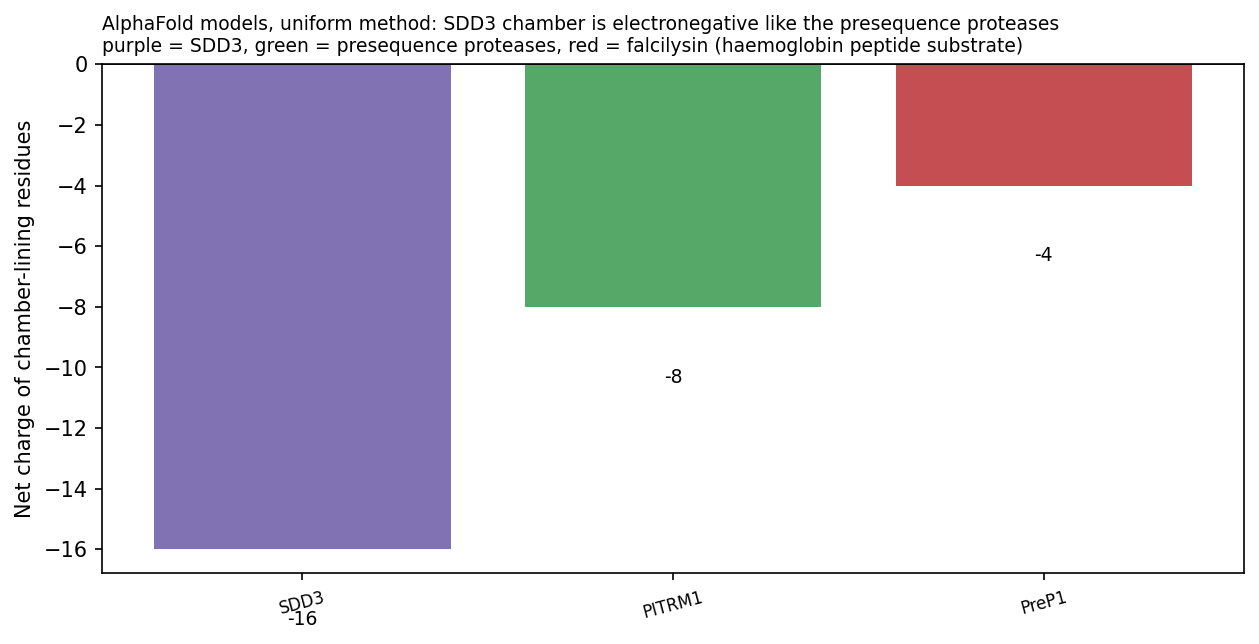 AlphaFold models, uniform method: SDD3 chamber is electronegative like the presequence proteases
purple = SDD3, green = presequence proteases, red = falcilysin (haemoglobin peptide substrate)
Net charge of chamber-lining residues
0
−2
−4
−6
−8
−10
−12
−14
−16
-4
-8
SDD3
-16
PITRM1
PreP1